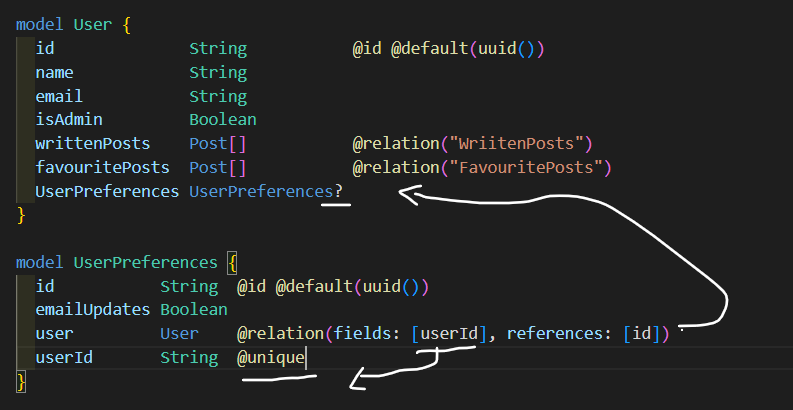 model User {
id String @id @default(uuid())
name String
email String
isAdmin Boolean
writtenPosts Post[] @relation("WriitenPosts")
favouritePosts Post[] @relation("FavouritePosts")
UserPreferences UserPreferences?
}
model UserPreferences {
id String @id @default(uuid())
emailUpdates Boolean
user User @relation(fields: [userId], references: [id])
userId String @unique
}